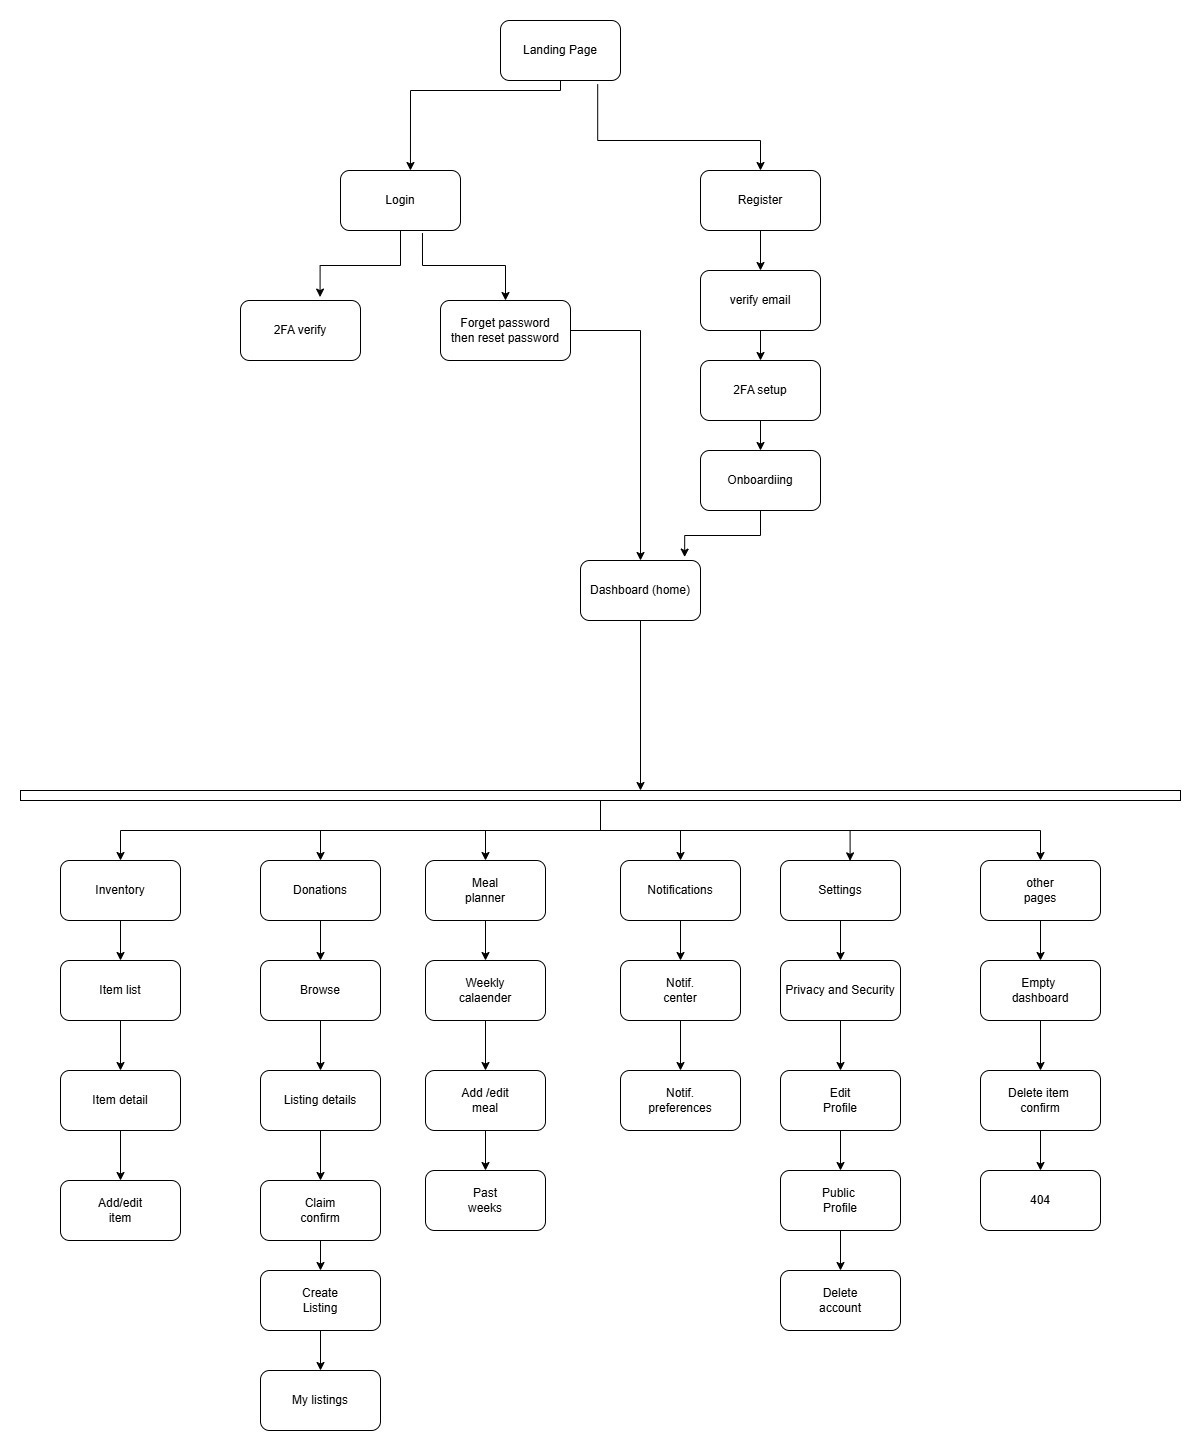 Landing Page
Login
Register
2FA verify
Forget password
then reset password
verify email
2FA setup
Onboardiing
Dashboard (home)
Inventory
Donations
Meal
planner
Notifications
Settings
other
pages
Item list
Browse
Weekly
calaender
Notif.
center
Privacy and Security
Empty
dashboard
Item detail
Listing details
Add /edit
meal
Notif.
preferences
Edit
Profile
Delete item
confirm
Add/edit
item
Claim
confirm
Past
weeks
Public
Profile
404
Create
Listing
Delete
account
My listings